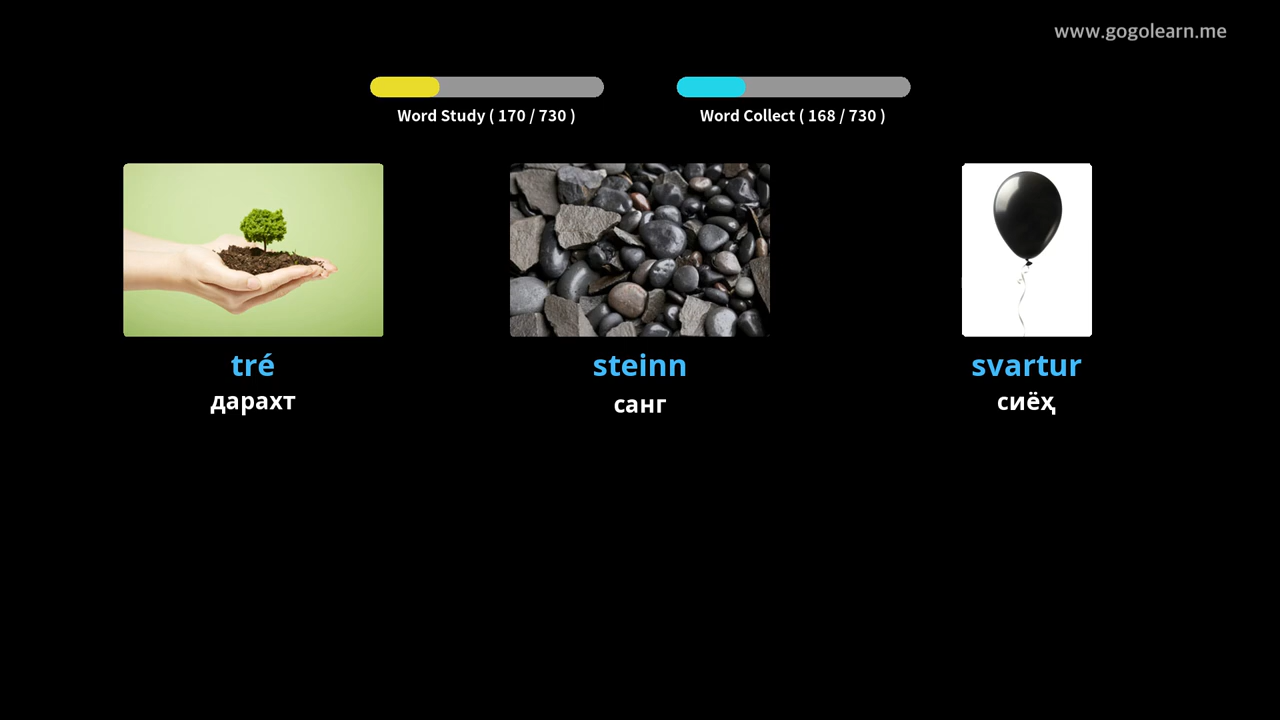 www.gogolearn.me
Word Study ( 170 / 730 )
Word Collect ( 168 / 730 )
tré
steinn
svartur
дарахт
санг
сиёҳ